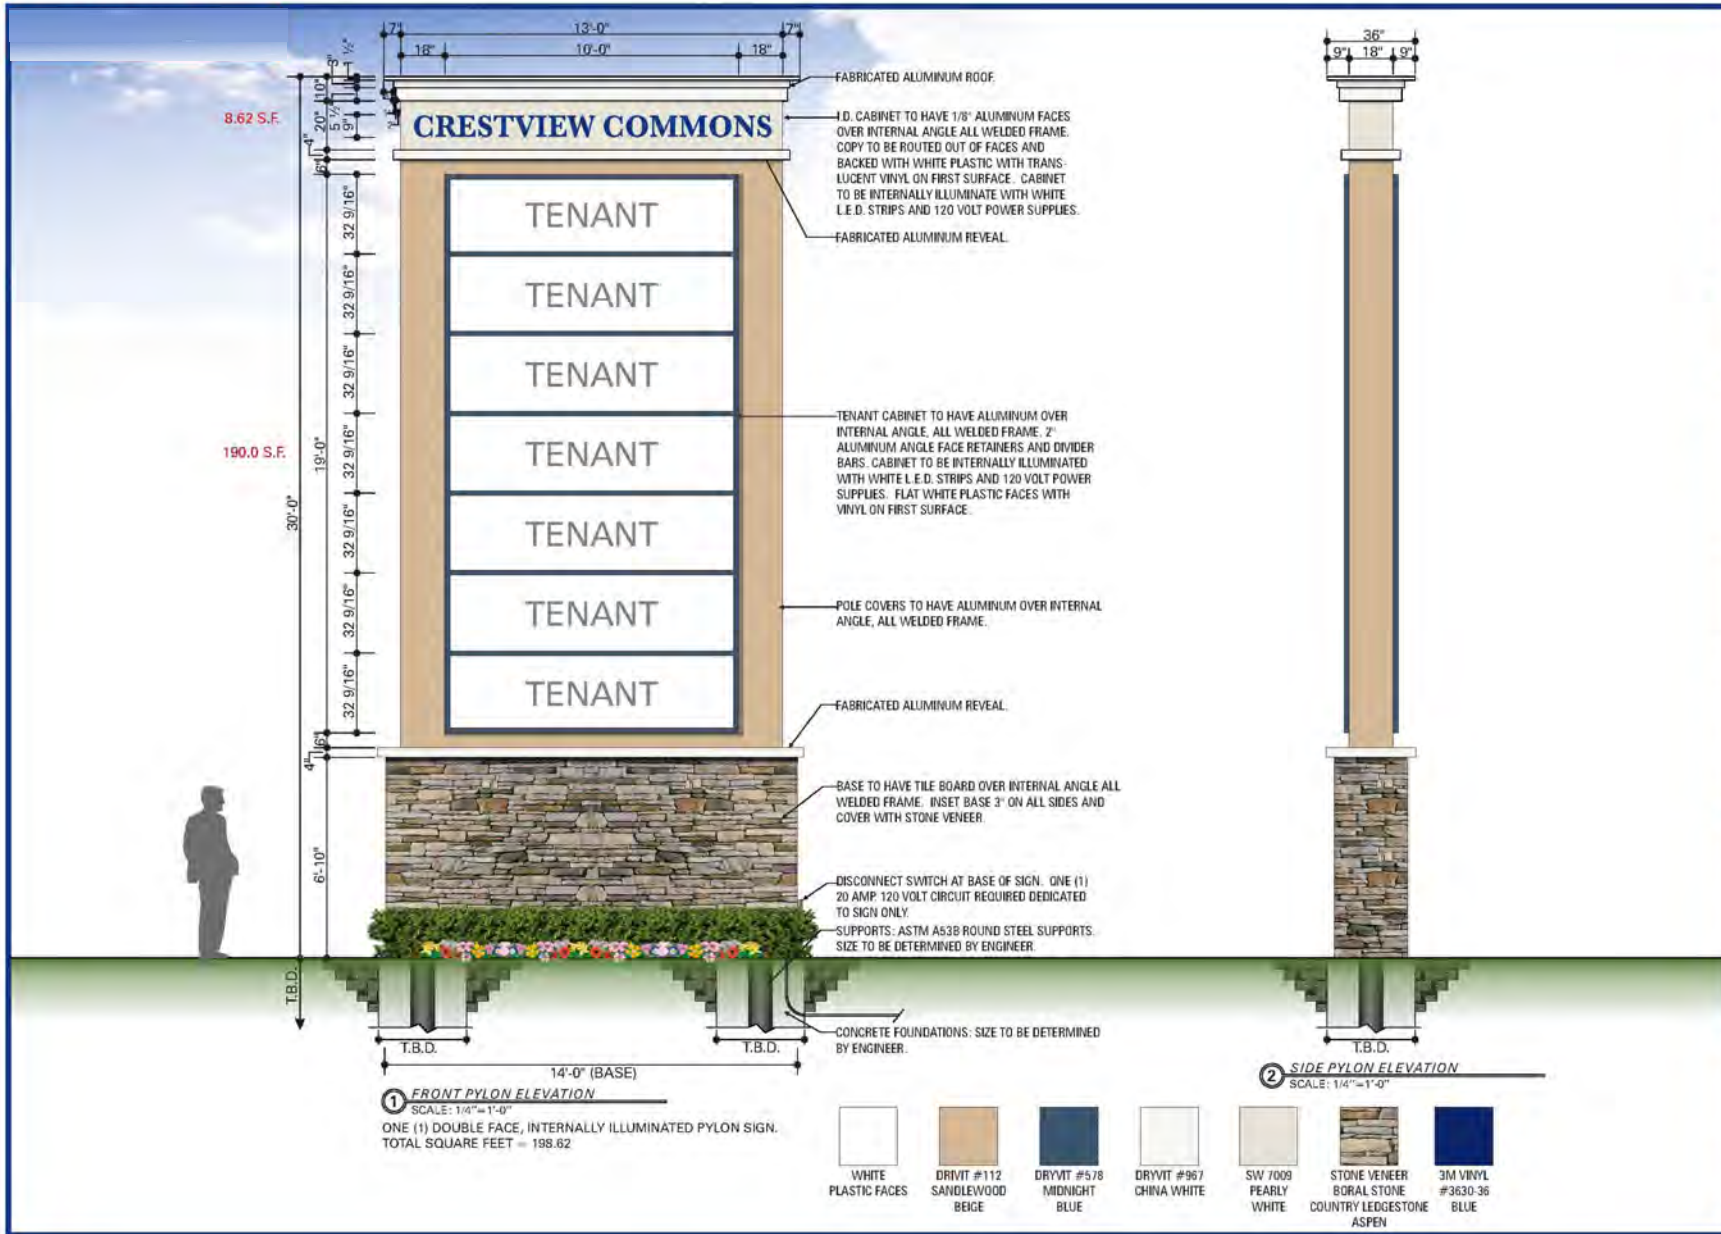 7"
13'-0"
7"
18"
10'-0"
18"
3"
1 ½"
10"
8.62 S.F.
20"
5 ½"
9"
4"
6"
CRESTVIEW COMMONS
32 9/16"
TENANT
32 9/16"
TENANT
32 9/16"
TENANT
190.0 S.F.
30'-0"
19'-0"
32 9/16"
TENANT
32 9/16"
TENANT
32 9/16"
TENANT
32 9/16"
TENANT
6"
4"
6'-10"
T.B.D.
FABRICATED ALUMINUM ROOF.
I.D. CABINET TO HAVE 1/8" ALUMINUM FACES
OVER INTERNAL ANGLE ALL WELDED FRAME.
COPY TO BE ROUTED OUT OF FACES AND
BACKED WITH WHITE PLASTIC WITH TRANS-
LUCENT VINYL ON FIRST SURFACE. CABINET
TO BE INTERNALLY ILLUMINATE WITH WHITE
L.E.D. STRIPS AND 120 VOLT POWER SUPPLIES.
FABRICATED ALUMINUM REVEAL.
TENANT CABINET TO HAVE ALUMINUM OVER
INTERNAL ANGLE, ALL WELDED FRAME. 2"
ALUMINUM ANGLE FACE RETAINERS AND DIVIDER
BARS. CABINET TO BE INTERNALLY ILLUMINATED
WITH WHITE L.E.D. STRIPS AND 120 VOLT POWER
SUPPLIES. FLAT WHITE PLASTIC FACES WITH
VINYL ON FIRST SURFACE.
POLE COVERS TO HAVE ALUMINUM OVER INTERNAL
ANGLE, ALL WELDED FRAME.
FABRICATED ALUMINUM REVEAL.
BASE TO HAVE TILE BOARD OVER INTERNAL ANGLE ALL
WELDED FRAME. INSET BASE 3" ON ALL SIDES AND
COVER WITH STONE VENEER.
DISCONNECT SWITCH AT BASE OF SIGN. ONE (1)
20 AMP 120 VOLT CIRCUIT REQUIRED DEDICATED
TO SIGN ONLY.
SUPPORTS: ASTM A53B ROUND STEEL SUPPORTS.
SIZE TO BE DETERMINED BY ENGINEER.
CONCRETE FOUNDATIONS: SIZE TO BE DETERMINED
BY ENGINEER.
T.B.D.
T.B.D.
14'-0" (BASE)
1 FRONT PYLON ELEVATION
SCALE: 1/4"=1'-0"
ONE (1) DOUBLE FACE, INTERNALLY ILLUMINATED PYLON SIGN.
TOTAL SQUARE FEET = 198.62
36"
9"
18"
9"
T.B.D.
2 SIDE PYLON ELEVATION
SCALE: 1/4"=1'-0"
WHITE
PLASTIC FACES
DRIVIT #112
SANDLEWOOD
BEIGE
DRYVIT #578
MIDNIGHT
BLUE
DRYVIT #967
CHINA WHITE
SW 7009
PEARLY
WHITE
STONE VENEER
BORAL STONE
COUNTRY LEDGESTONE
ASPEN
3M VINYL
#3630-36
BLUE